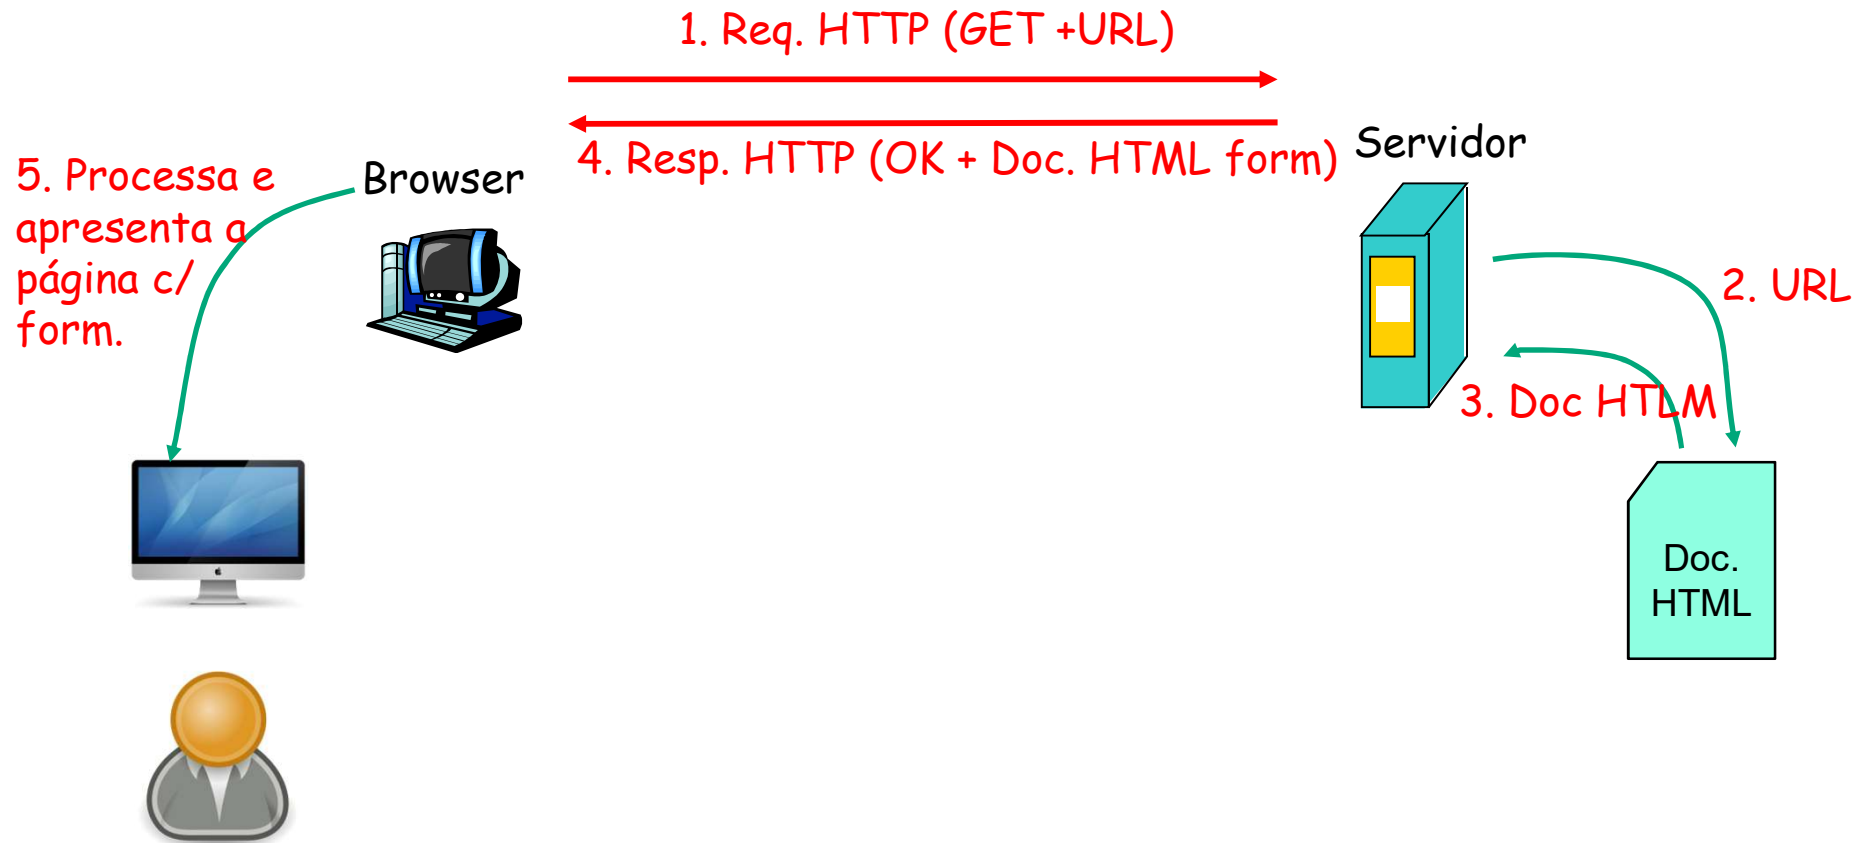 1. Req. HTTP (GET +URL)
4. Resp. HTTP (OK + Doc. HTML form)
Servidor
5. Processa e
apresenta a
página c/
form.
Browser
2. URL
3. Doc HTLM
Doc.
HTML